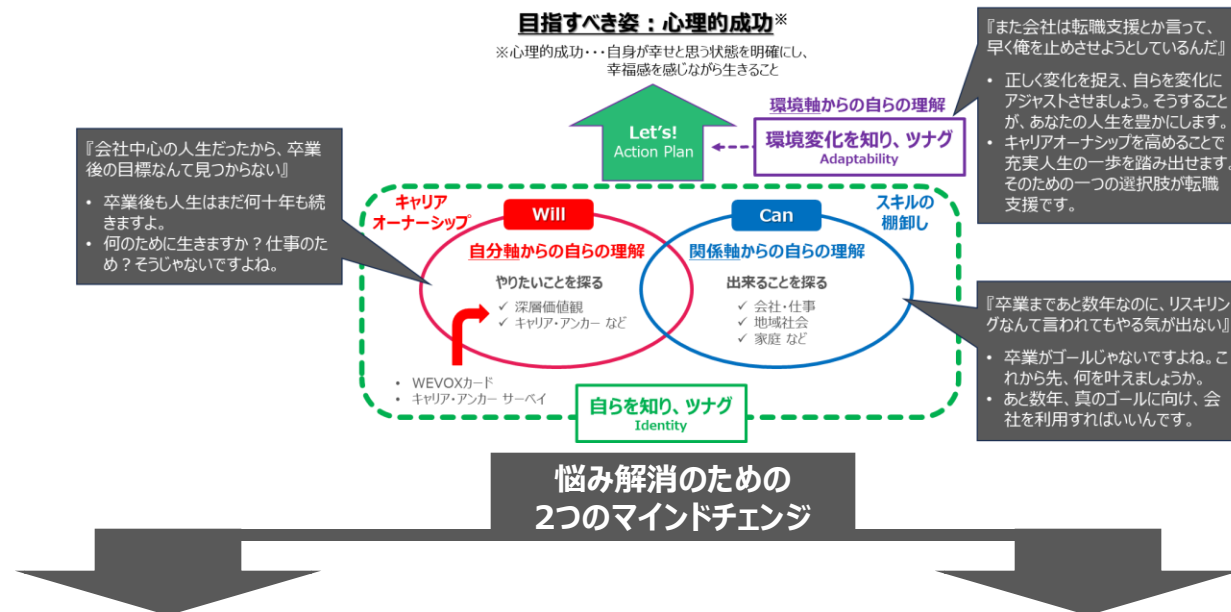 目指すべき姿:心理的成功※
※心理的成功・・・自身が幸せと思う状態を明確にし、
幸福感を感じながら生きること
『また会社は転職支援とか言って、
早く俺を止めさせようとしているんだ』
• 正しく変化を捉え、自らを変化に
アジャストさせましょう。そうすること
が、あなたの人生を豊かにします。
• キャリアオーナシップを高めることで
充実人生の一歩を踏み出せます。
そのための一つの選択肢が転職
支援です。
環境軸からの自らの理解
環境変化を知り、ツナグ
Adaptability
Let's!
Action Plan
『会社中心の人生だったから、卒業
後の目標なんて見つからない』
• 卒業後も人生はまだ何十年も続
きますよ。
• 何のために生きますか?仕事のた
め?そうじゃないですよね。
キャリア
オーナーシップ
Will
Can
スキルの
棚卸し
自分軸からの自らの理解
やりたいことを探る
✓ 深層価値観
✓ キャリア・アンカー など
関係軸からの自らの理解
出来ることを探る
✓ 会社・仕事
✓ 地域社会
✓ 家庭 など
• WEVOXカード
• キャリア・アンカー サーベイ
自らを知り、ツナグ
Identity
『卒業まであと数年なのに、リスキリン
グなんて言われてもやる気が出ない』
• 卒業がゴールじゃないですよね。こ
れから先、何を叶えましょうか。
• あと数年、真のゴールに向け、会
社を利用すればいいんです。
悩み解消のための
2つのマインドチェンジ